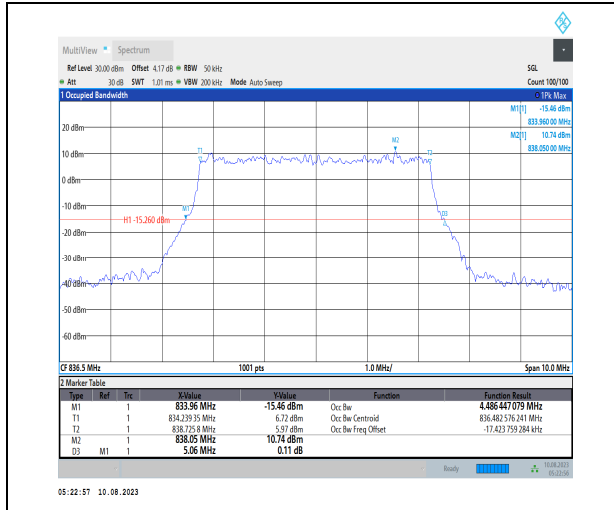 MultiView Spectrum
Ref Level 30.00 dBm Offset 4.17 dB RBW 50 kHz SGL
Att 30 dB SWT 1.01 ms VBW 200 kHz Mode Auto Sweep Count 100/100
1 Occupied Bandwidth 1Pk Max
M1[1] -15.46 dBm
833.960 00 MHz
M2[1] 10.74 dBm
838.050 00 MHz
20 dBm
M2
T1 T2
10 dBm
0 dBm
-10 dBm
M1 D3
H1 -15.260 dBm
-20 dBm
-30 dBm
-40 dBm
-50 dBm
-60 dBm
CF 836.5 MHz 1001 pts 1.0 MHz/ Span 10.0 MHz
2 Marker Table
Type Ref Trc X-Value Y-Value Function Function Result
M1 1 833.96 MHz -15.46 dBm Occ Bw 4.486 447 079 MHz
T1 1 834.239 35 MHz 6.72 dBm Occ Bw Centroid 836.482 576 241 MHz
T2 1 838.725 8 MHz 5.97 dBm Occ Bw Freq Offset -17.423 759 284 kHz
M2 1 838.05 MHz 10.74 dBm
D3 M1 1 5.06 MHz 0.11 dB
Ready 10.08.2023
05:22:56
05:22:57 10.08.2023